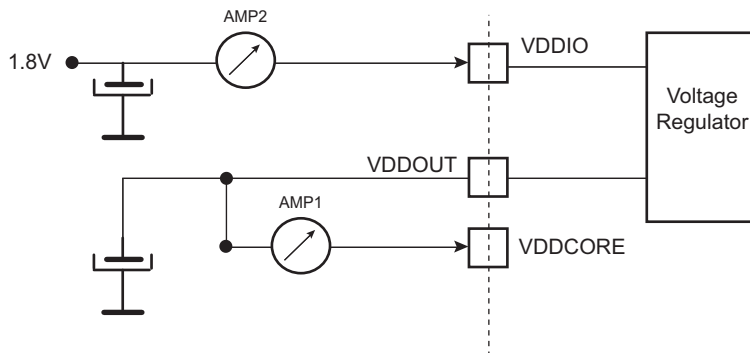 AMP2
1.8V
VDDIO
Voltage
Regulator
VDDOUT
AMP1
VDDCORE